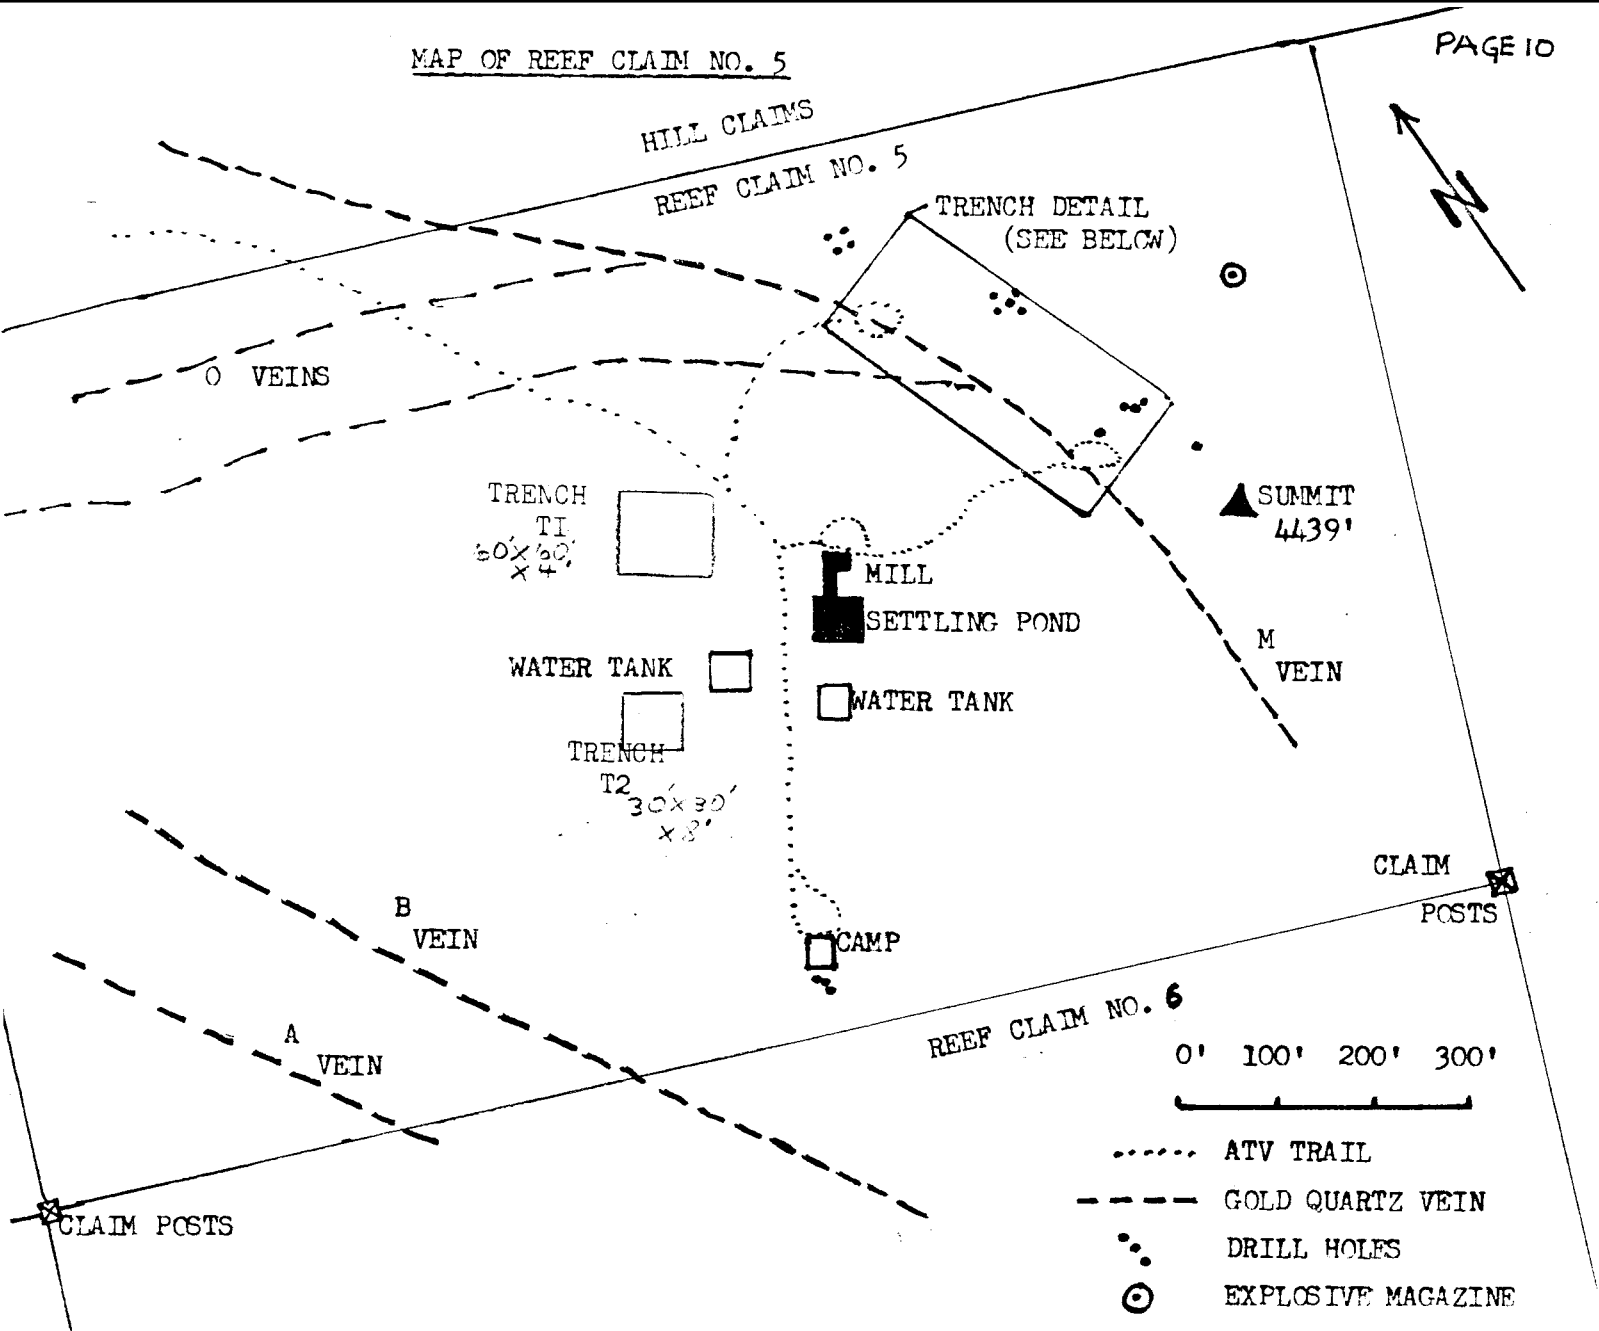 PAGE 10
MAP OF REEF CLAIM NO. 5
HILL CLAIMS
REEF CLAIM NO. 5
TRENCH DETAIL
(SEE BELOW)
N
O VEINS
TRENCH
T1
60'X60'
X4'
SUMMIT
4439'
MILL
SETTLING POND
M
VEIN
WATER TANK
WATER TANK
TRENCH
T2
30'X30'
X8'
CLAIM
POSTS
B
VEIN
CAMP
A
VEIN
REEF CLAIM NO. 6
0' 100' 200' 300'
ATV TRAIL
GOLD QUARTZ VEIN
DRILL HOLES
EXPLOSIVE MAGAZINE
CLAIM POSTS